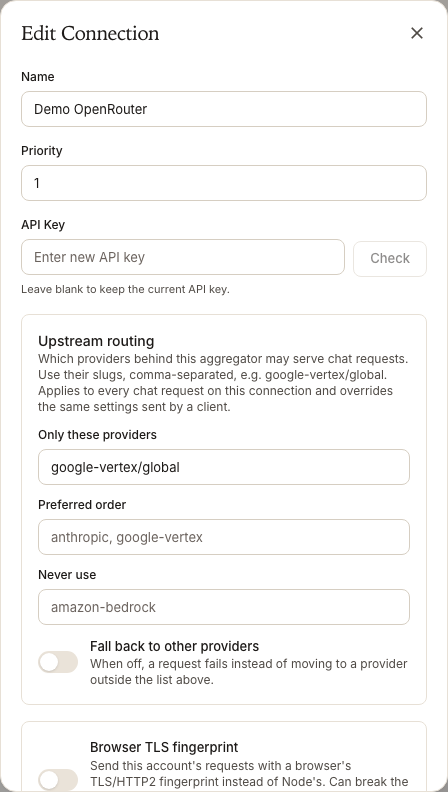 Edit Connection
Name
Demo OpenRouter
Priority
1
API Key
Enter new API key
Check
Leave blank to keep the current API key.
Upstream routing
Which providers behind this aggregator may serve chat requests.
Use their slugs, comma-separated, e.g. google-vertex/global.
Applies to every chat request on this connection and overrides
the same settings sent by a client.
Only these providers
google-vertex/global
Preferred order
anthropic, google-vertex
Never use
amazon-bedrock
Fall back to other providers
When off, a request fails instead of moving to a provider
outside the list above.
Browser TLS fingerprint
Send this account's requests with a browser's
TLS/HTTP2 fingerprint instead of Node's. Can break the